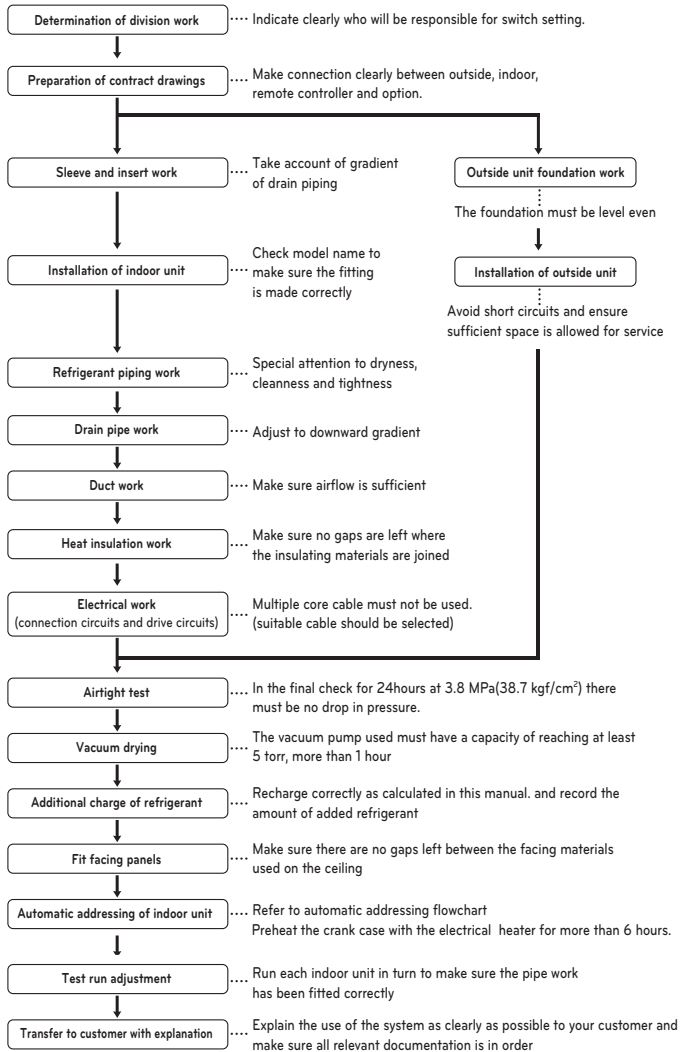 Determination of division work
Indicate clearly who will be responsible for switch setting.
Preparation of contract drawings
Make connection clearly between outside, indoor,
remote controller and option.
Sleeve and insert work
Take account of gradient
of drain piping
Outside unit foundation work
The foundation must be level even
Installation of indoor unit
Check model name to
make sure the fitting
is made correctly
Installation of outside unit
Avoid short circuits and ensure
sufficient space is allowed for service
Refrigerant piping work
Special attention to dryness,
cleanness and tightness
Drain pipe work
Adjust to downward gradient
Duct work
Make sure airflow is sufficient
Heat insulation work
Make sure no gaps are left where
the insulating materials are joined
Electrical work
(connection circuits and drive circuits)
Multiple core cable must not be used.
(suitable cable should be selected)
Airtight test
In the final check for 24hours at 3.8 MPa(38.7 kgf/cm²) there
must be no drop in pressure.
Vacuum drying
The vacuum pump used must have a capacity of reaching at least
5 torr, more than 1 hour
Additional charge of refrigerant
Recharge correctly as calculated in this manual. and record the
amount of added refrigerant
Fit facing panels
Make sure there are no gaps left between the facing materials
used on the ceiling
Automatic addressing of indoor unit
Refer to automatic addressing flowchart
Preheat the crank case with the electrical heater for more than 6 hours.
Test run adjustment
Run each indoor unit in turn to make sure the pipe work
has been fitted correctly
Transfer to customer with explanation
Explain the use of the system as clearly as possible to your customer and
make sure all relevant documentation is in order